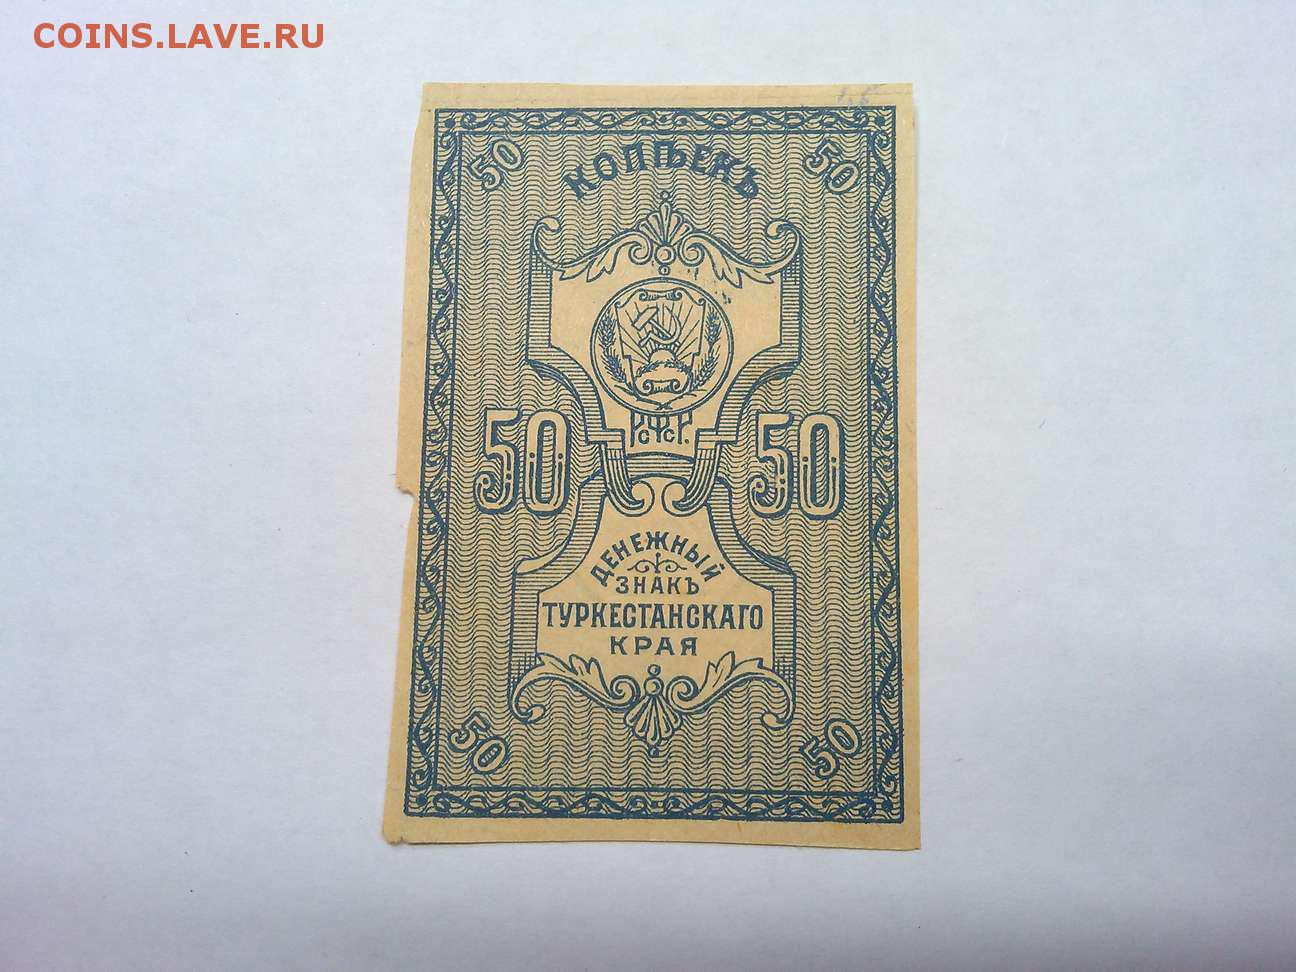 COINS.LAVE.RU
50 КОПѢЕКЪ 50
Р.С.Ф.С.Р.
50 50
ДЕНЕЖНЫЙ
ЗНАКЪ
ТУРКЕСТАНСКАГО
КРАЯ
50 50